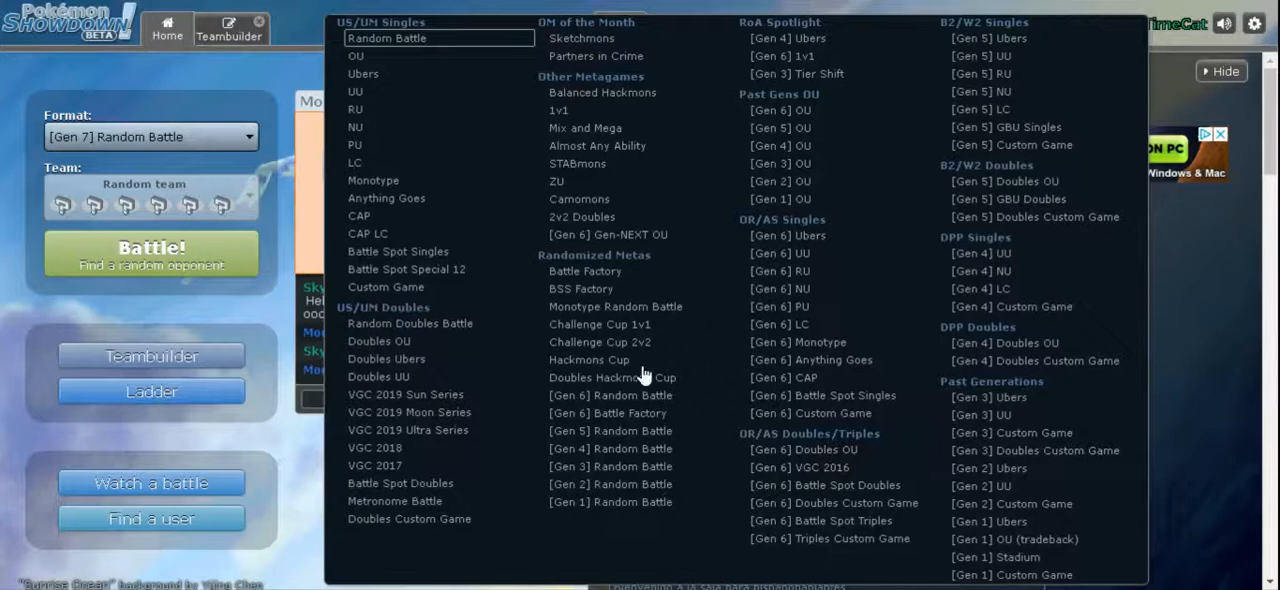 Pokémon
SHOWDOWN!
BETA
Home
Teambuilder
TimeCat
Hide
Format:
[Gen 7] Random Battle
Team:
Random team
Battle!
Find a random opponent
Teambuilder
Ladder
Watch a battle
Find a user
"Sunrise Ocean" background by Yijing Chen
Mo
Sky
Hel
ooo
Mo
Sky
Mo
US/UM Singles
Random Battle
OU
Ubers
UU
RU
NU
PU
LC
Monotype
Anything Goes
CAP
CAP LC
Battle Spot Singles
Battle Spot Special 12
Custom Game
US/UM Doubles
Random Doubles Battle
Doubles OU
Doubles Ubers
Doubles UU
VGC 2019 Sun Series
VGC 2019 Moon Series
VGC 2019 Ultra Series
VGC 2018
VGC 2017
Battle Spot Doubles
Metronome Battle
Doubles Custom Game
OM of the Month
Sketchmons
Partners in Crime
Other Metagames
Balanced Hackmons
1v1
Mix and Mega
Almost Any Ability
STABmons
ZU
Camomons
2v2 Doubles
[Gen 6] Gen-NEXT OU
Randomized Metas
Battle Factory
BSS Factory
Monotype Random Battle
Challenge Cup 1v1
Challenge Cup 2v2
Hackmons Cup
Doubles Hackmons Cup
[Gen 6] Random Battle
[Gen 6] Battle Factory
[Gen 5] Random Battle
[Gen 4] Random Battle
[Gen 3] Random Battle
[Gen 2] Random Battle
[Gen 1] Random Battle
RoA Spotlight
[Gen 4] Ubers
[Gen 6] 1v1
[Gen 3] Tier Shift
Past Gens OU
[Gen 6] OU
[Gen 5] OU
[Gen 4] OU
[Gen 3] OU
[Gen 2] OU
[Gen 1] OU
OR/AS Singles
[Gen 6] Ubers
[Gen 6] UU
[Gen 6] RU
[Gen 6] NU
[Gen 6] PU
[Gen 6] LC
[Gen 6] Monotype
[Gen 6] Anything Goes
[Gen 6] CAP
[Gen 6] Battle Spot Singles
[Gen 6] Custom Game
OR/AS Doubles/Triples
[Gen 6] Doubles OU
[Gen 6] VGC 2016
[Gen 6] Battle Spot Doubles
[Gen 6] Doubles Custom Game
[Gen 6] Battle Spot Triples
[Gen 6] Triples Custom Game
B2/W2 Singles
[Gen 5] Ubers
[Gen 5] UU
[Gen 5] RU
[Gen 5] NU
[Gen 5] LC
[Gen 5] GBU Singles
[Gen 5] Custom Game
B2/W2 Doubles
[Gen 5] Doubles OU
[Gen 5] GBU Doubles
[Gen 5] Doubles Custom Game
DPP Singles
[Gen 4] UU
[Gen 4] NU
[Gen 4] LC
[Gen 4] Custom Game
DPP Doubles
[Gen 4] Doubles OU
[Gen 4] Doubles Custom Game
Past Generations
[Gen 3] Ubers
[Gen 3] UU
[Gen 3] Custom Game
[Gen 3] Doubles Custom Game
[Gen 2] Ubers
[Gen 2] UU
[Gen 2] Custom Game
[Gen 1] Ubers
[Gen 1] OU (tradeback)
[Gen 1] Stadium
[Gen 1] Custom Game
ON PC
Windows & Mac